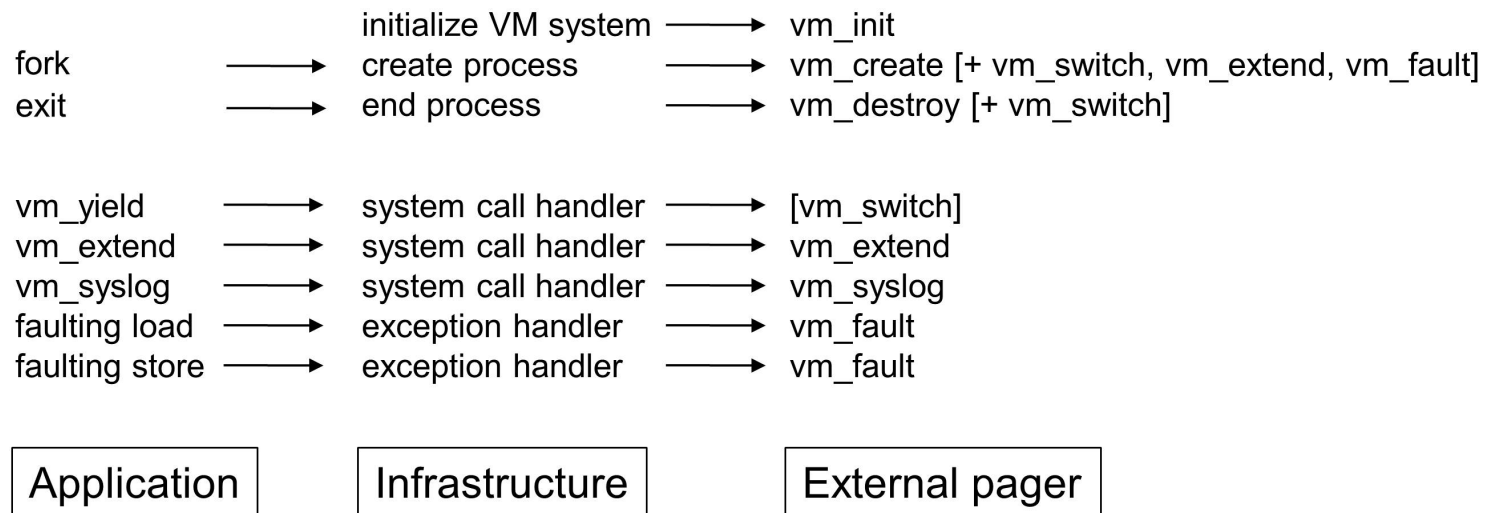 initialize VM system vm_init
fork create process vm_create [+ vm_switch, vm_extend, vm_fault]
exit end process vm_destroy [+ vm_switch]
vm_yield system call handler [vm_switch]
vm_extend system call handler vm_extend
vm_syslog system call handler vm_syslog
faulting load exception handler vm_fault
faulting store exception handler vm_fault
Application Infrastructure External pager